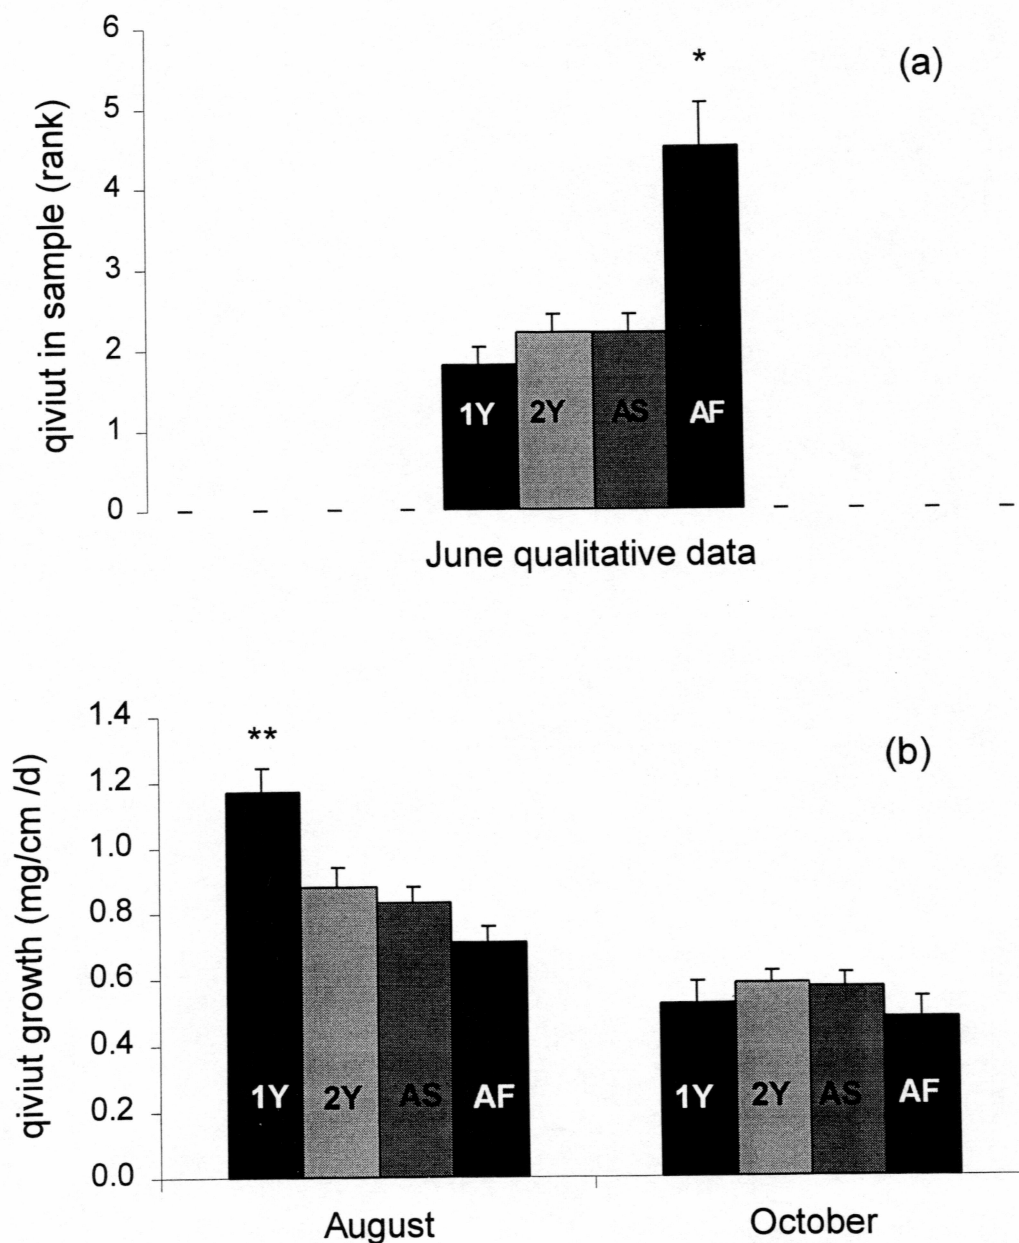 (a)
*
qiviut in sample (rank)
6
5
4
3
2
1
0
1Y 2Y AS AF
June qualitative data
(b)
**
qiviut growth (mg/cm /d)
1.4
1.2
1.0
0.8
0.6
0.4
0.2
0.0
1Y 2Y AS AF
1Y 2Y AS AF
August October